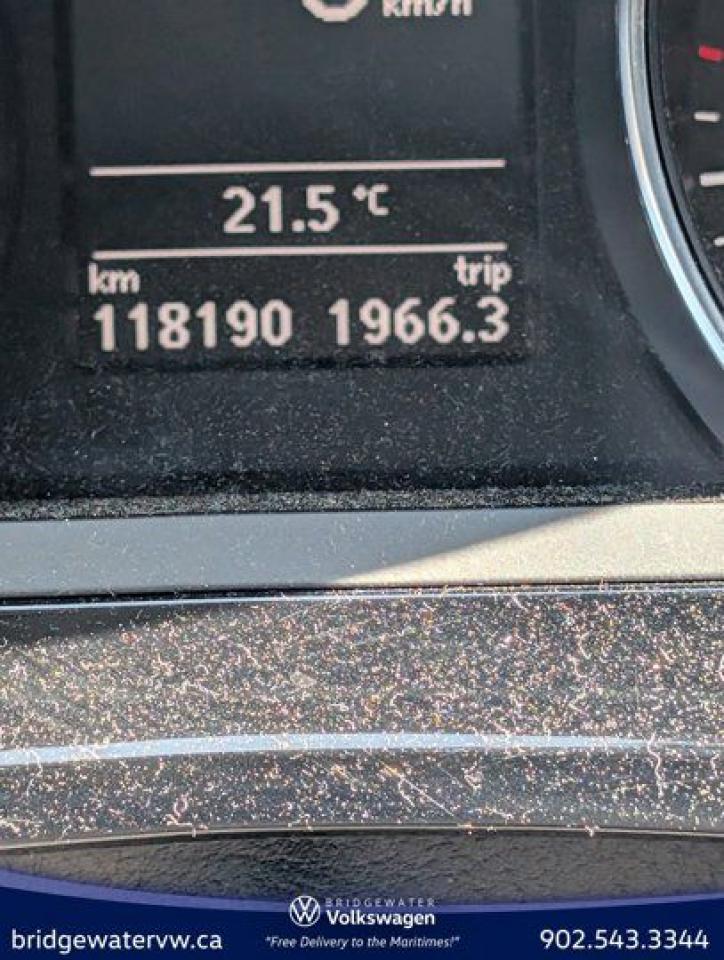 km/h
21.5 °C
km trip
118190 1966.3
BRIDGEWATER
Volkswagen
bridgewatervw.ca "Free Delivery to the Maritimes!" 902.543.3344